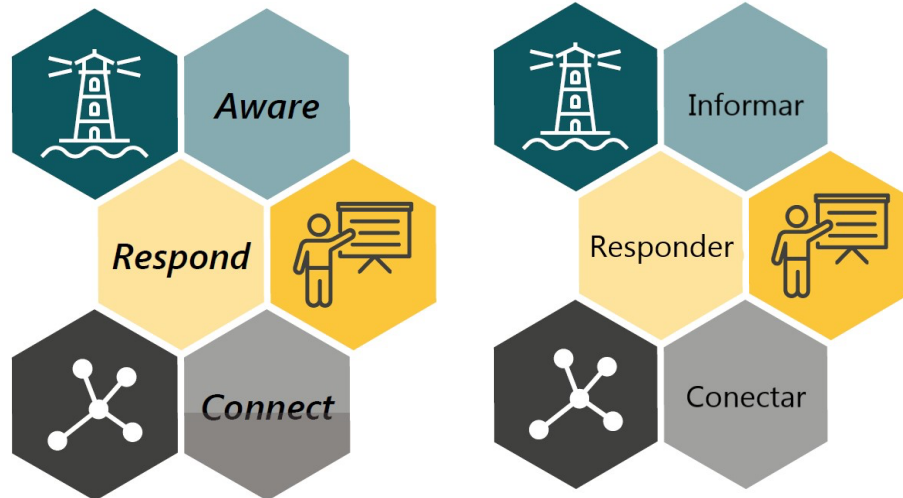 Aware
Respond
Connect
Informar
Responder
Conectar